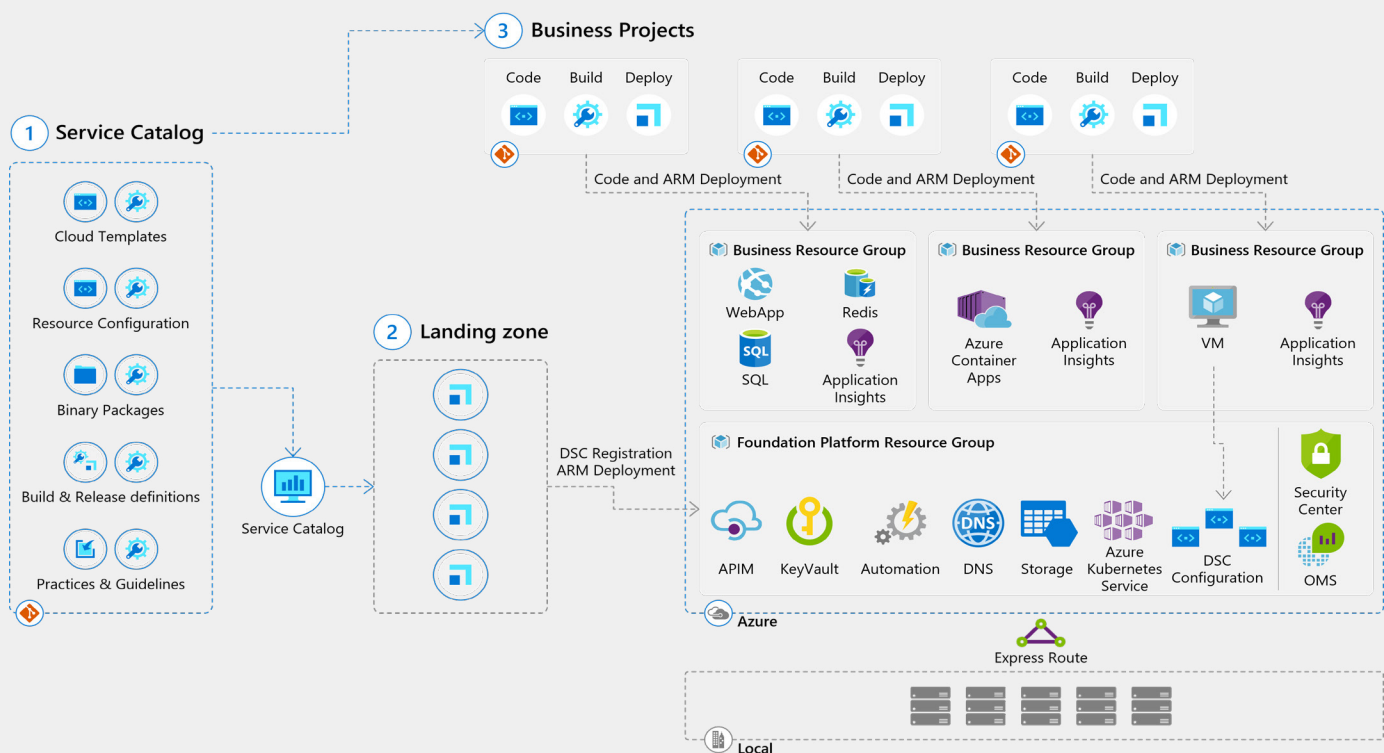 3 Business Projects
Code Build Deploy
Code Build Deploy
Code Build Deploy
1 Service Catalog
Cloud Templates
Resource Configuration
Binary Packages
Build & Release definitions
Practices & Guidelines
Service Catalog
2 Landing zone
DSC Registration
ARM Deployment
Code and ARM Deployment
Code and ARM Deployment
Code and ARM Deployment
Business Resource Group
WebApp
Redis
SQL
SQL
Application
Insights
Business Resource Group
Azure
Container
Apps
Application
Insights
Business Resource Group
VM
Application
Insights
Foundation Platform Resource Group
APIM
KeyVault
Automation
DNS
DNS
Storage
Azure
Kubernetes
Service
DSC
Configuration
Security
Center
OMS
Azure
Express Route
Local